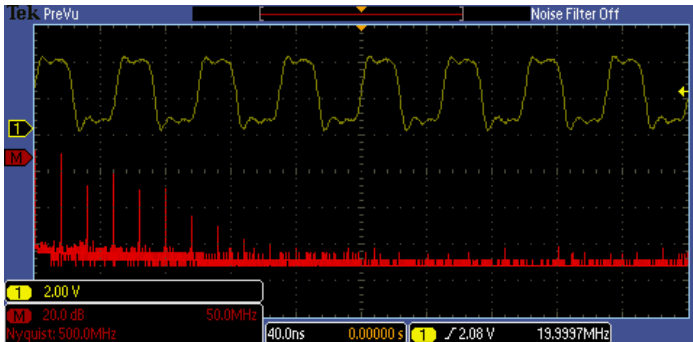 Tek PreVu Noise Filter Off
1
M
1 2.00 V
M 20.0 dB 50.0MHz
Nyquist: 500.0MHz
40.0ns 0.00000 s 1 2.08 V 19.9997MHz